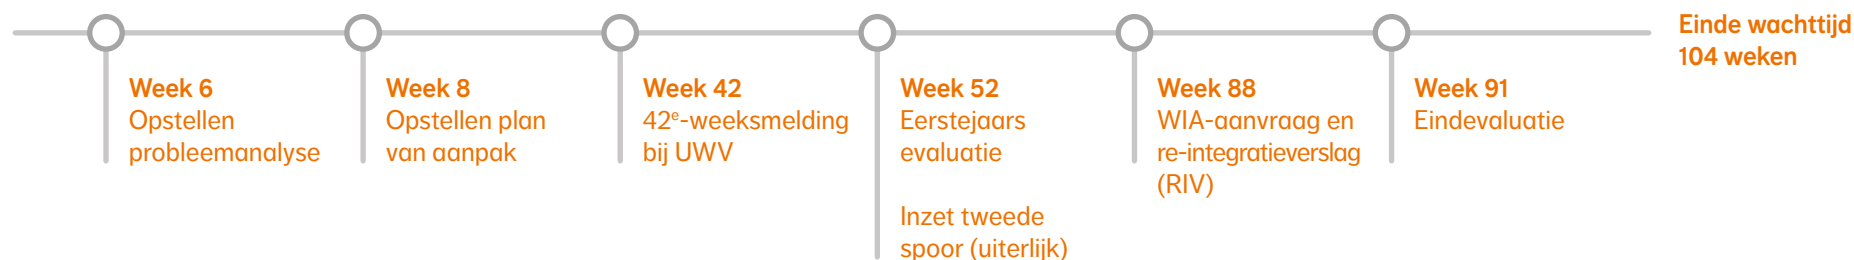 Week 6
Opstellen
probleemanalyse
Week 8
Opstellen plan
van aanpak
Week 42
42e-weeksmelding
bij UWV
Week 52
Eerstejaars
evaluatie
Inzet tweede
spoor (uiterlijk)
Week 88
WIA-aanvraag en
re-integratieverslag
(RIV)
Week 91
Eindevaluatie
Einde wachttijd
104 weken